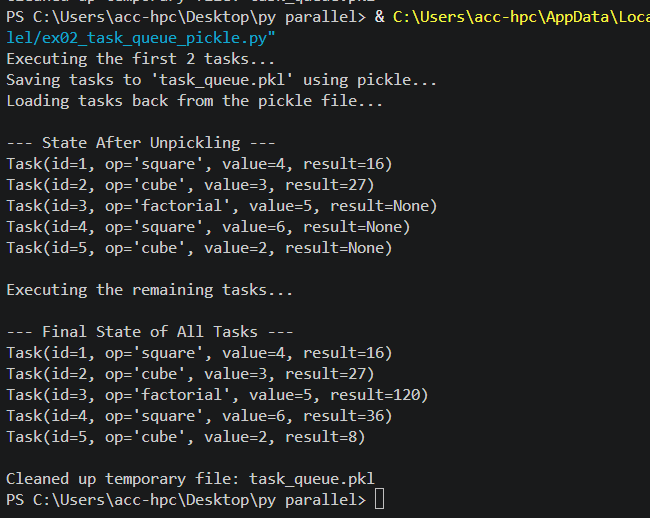 Cleaned up temporary file: task_queue.pkl
PS C:\Users\acc-hpc\Desktop\py parallel> & C:\Users\acc-hpc\AppData\Loca
lel/ex02_task_queue_pickle.py"
Executing the first 2 tasks...
Saving tasks to 'task_queue.pkl' using pickle...
Loading tasks back from the pickle file...
--- State After Unpickling ---
Task(id=1, op='square', value=4, result=16)
Task(id=2, op='cube', value=3, result=27)
Task(id=3, op='factorial', value=5, result=None)
Task(id=4, op='square', value=6, result=None)
Task(id=5, op='cube', value=2, result=None)
Executing the remaining tasks...
--- Final State of All Tasks ---
Task(id=1, op='square', value=4, result=16)
Task(id=2, op='cube', value=3, result=27)
Task(id=3, op='factorial', value=5, result=120)
Task(id=4, op='square', value=6, result=36)
Task(id=5, op='cube', value=2, result=8)
Cleaned up temporary file: task_queue.pkl
PS C:\Users\acc-hpc\Desktop\py parallel>